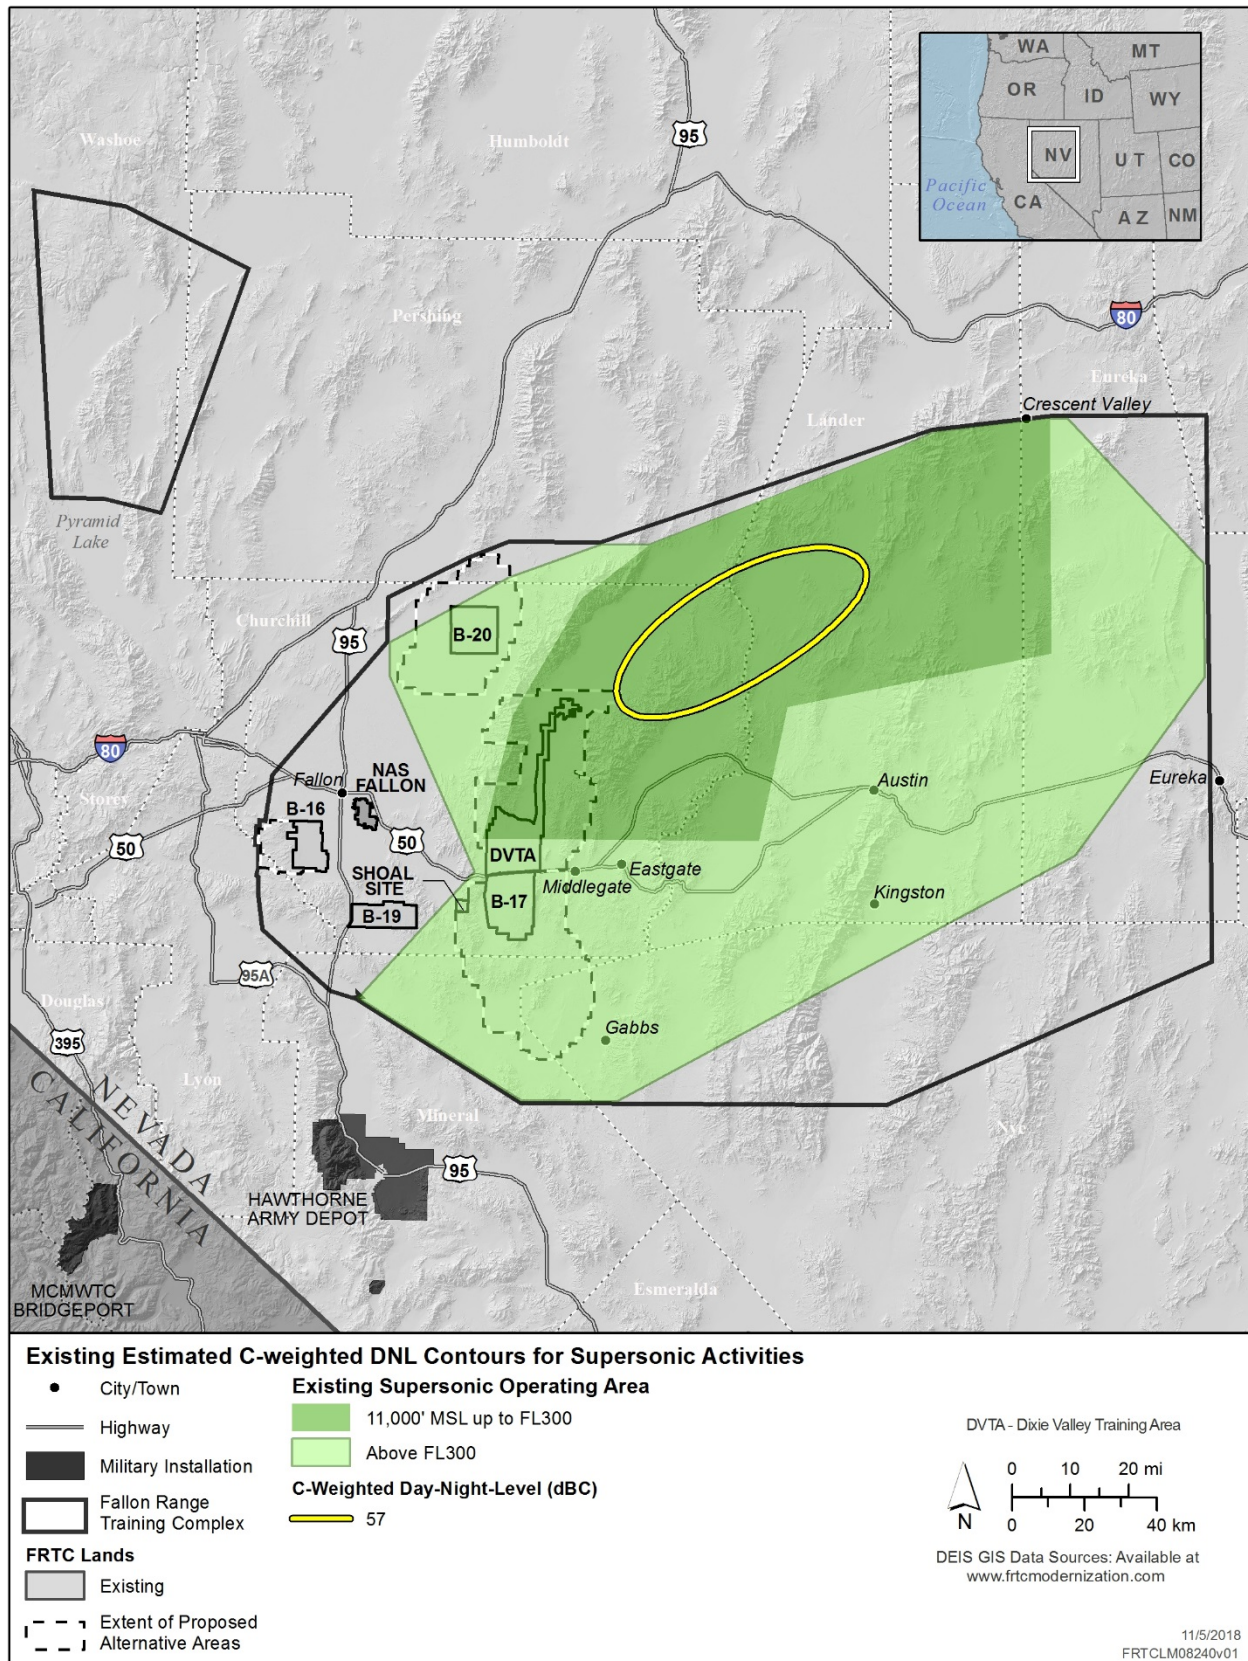 WA
MT
OR
ID
WY
NV
UT
CO
Pacific
Ocean
CA
AZ
NM
Washoe
Humboldt
95
Pershing
80
Eureka
Crescent Valley
Lander
Pyramid
Lake
Churchill
95
B-20
80
Storey
Fallon
NAS
FALLON
B-16
50
50
Austin
Eureka
DVTA
SHOAL
SITE
Middlegate
Eastgate
B-19
B-17
Kingston
95A
Douglas
395
Gabbs
Lyon
Mineral
Nye
NEVADA
CALIFORNIA
95
HAWTHORNE
ARMY DEPOT
MCMWTC
BRIDGEPORT
Esmeralda
Existing Estimated C-weighted DNL Contours for Supersonic Activities
City/Town
Highway
Military Installation
Fallon Range
Training Complex
FRTC Lands
Existing
Extent of Proposed
Alternative Areas
Existing Supersonic Operating Area
11,000' MSL up to FL300
Above FL300
C-Weighted Day-Night-Level (dBC)
57
DVTA - Dixie Valley Training Area
N
0 10 20 mi
0 20 40 km
DEIS GIS Data Sources: Available at
www.frtcmodernization.com
11/5/2018
FRTCLM08240v01